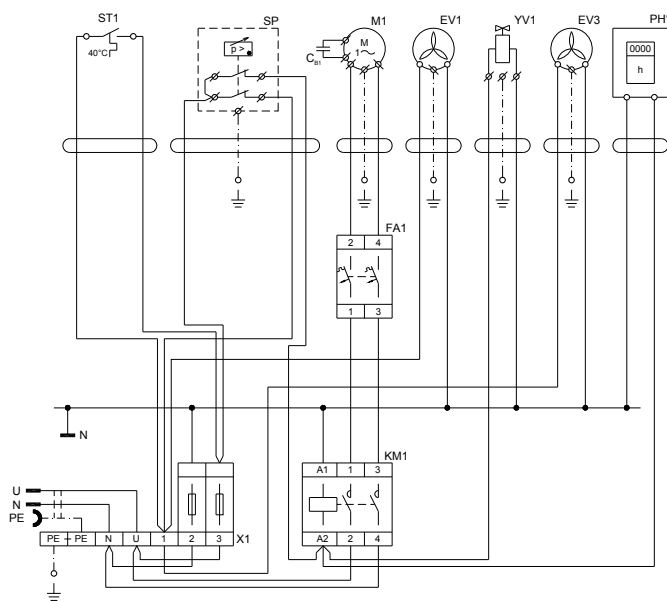 ST1 SP M1 EV1 YV1 EV3
40°C
p >
CB1
M
1~
0000
h
FA1
2 4
1 3
N
KM1
A1 1 3
U
N
PE
PE PE N U 1 2 3 X1
A2 2 4